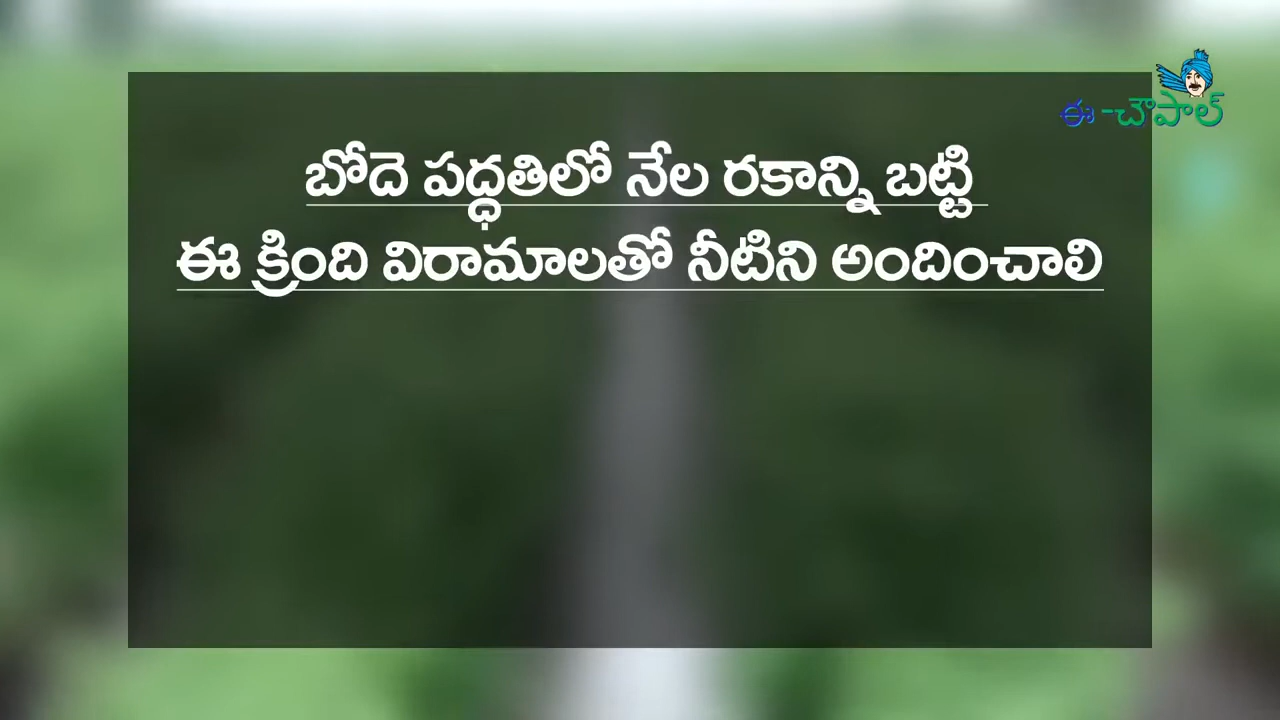 ఈ-చౌపాల్
బోదె పద్ధతిలో నేల రకాన్ని బట్టి
ఈ క్రింది విరామాలతో నీటిని అందించాలి